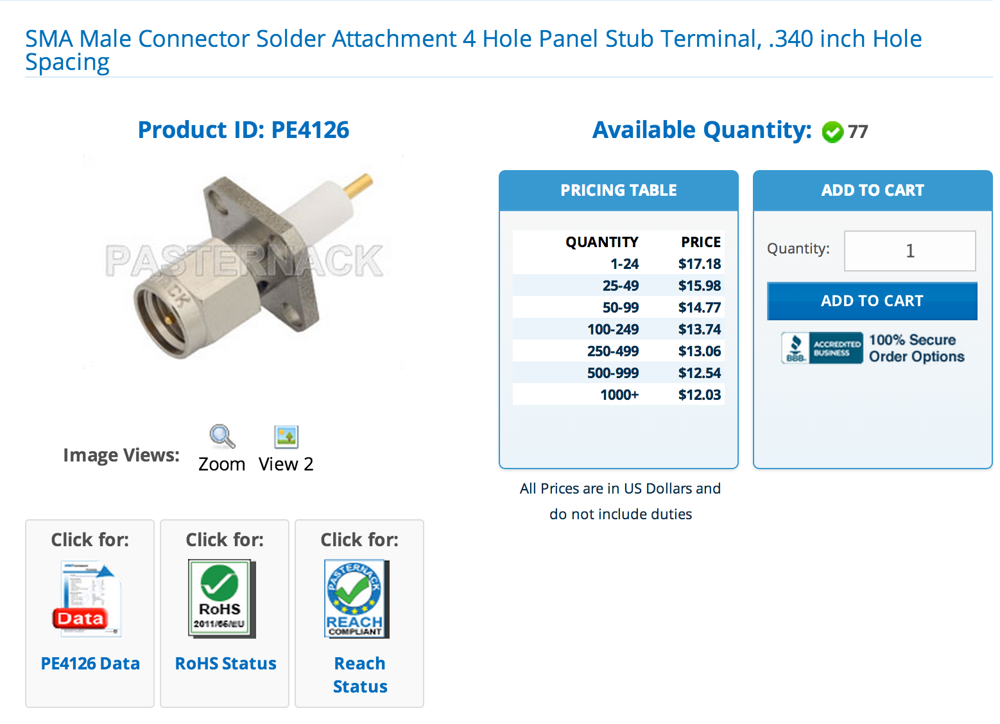 SMA Male Connector Solder Attachment 4 Hole Panel Stub Terminal, .340 inch Hole
Spacing
Product ID: PE4126
PASTERNACK
Image Views:
Zoom View 2
Click for:
Data
PE4126 Data
Click for:
RoHS
2011/65/EU
RoHS Status
Click for:
PASTERNACK
REACH
COMPLIANT
Reach
Status
Available Quantity: 77
PRICING TABLE
QUANTITY PRICE
1-24 $17.18
25-49 $15.98
50-99 $14.77
100-249 $13.74
250-499 $13.06
500-999 $12.54
1000+ $12.03
All Prices are in US Dollars and
do not include duties
ADD TO CART
Quantity: 1
ADD TO CART
BBB. ACCREDITED
BUSINESS
100% Secure
Order Options